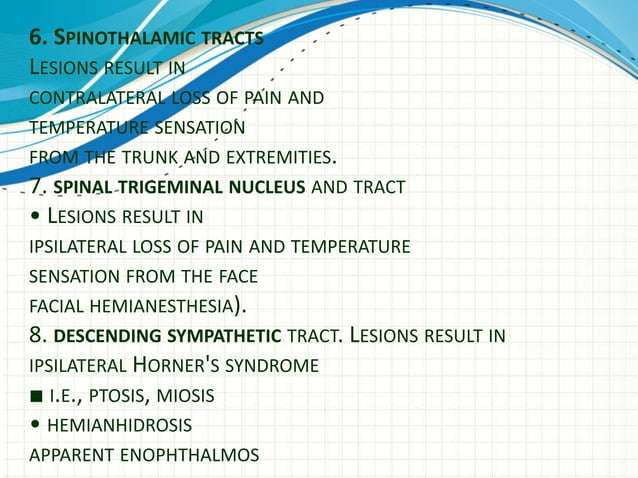 6. Spinothalamic tracts
Lesions result in
contralateral loss of pain and
temperature sensation
from the trunk and extremities.
7. spinal trigeminal nucleus and tract
• Lesions result in
ipsilateral loss of pain and temperature
sensation from the face
facial hemianesthesia).
8. descending sympathetic tract. Lesions result in
ipsilateral Horner's syndrome
■ i.e., ptosis, miosis
• hemianhidrosis
apparent enophthalmos